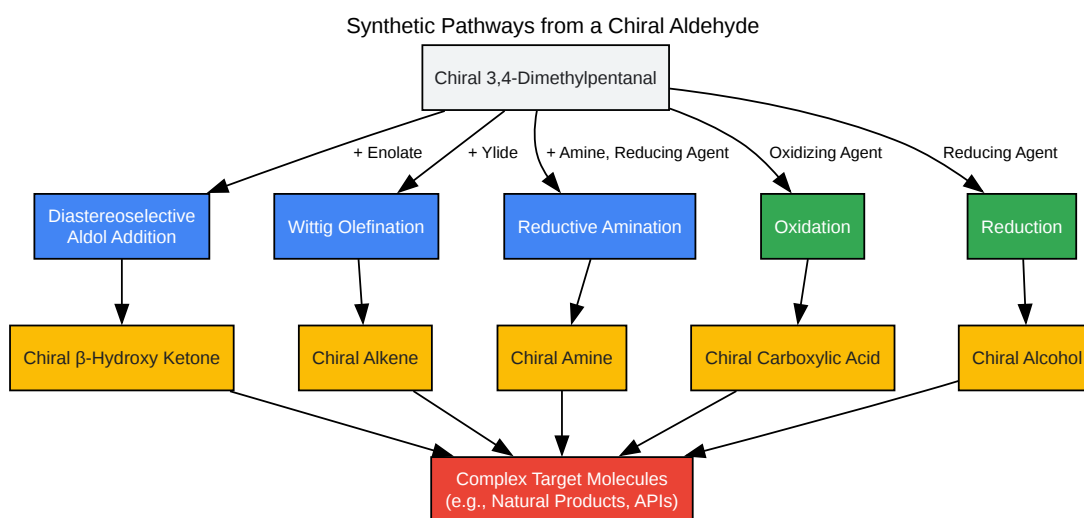 Synthetic Pathways from a Chiral Aldehyde
Chiral 3,4-Dimethylpentanal
+ Enolate
+ Ylide
+ Amine, Reducing Agent
Oxidizing Agent
Reducing Agent
Diastereoselective
Aldol Addition
Wittig Olefination
Reductive Amination
Oxidation
Reduction
Chiral β-Hydroxy Ketone
Chiral Alkene
Chiral Amine
Chiral Carboxylic Acid
Chiral Alcohol
Complex Target Molecules
(e.g., Natural Products, APIs)